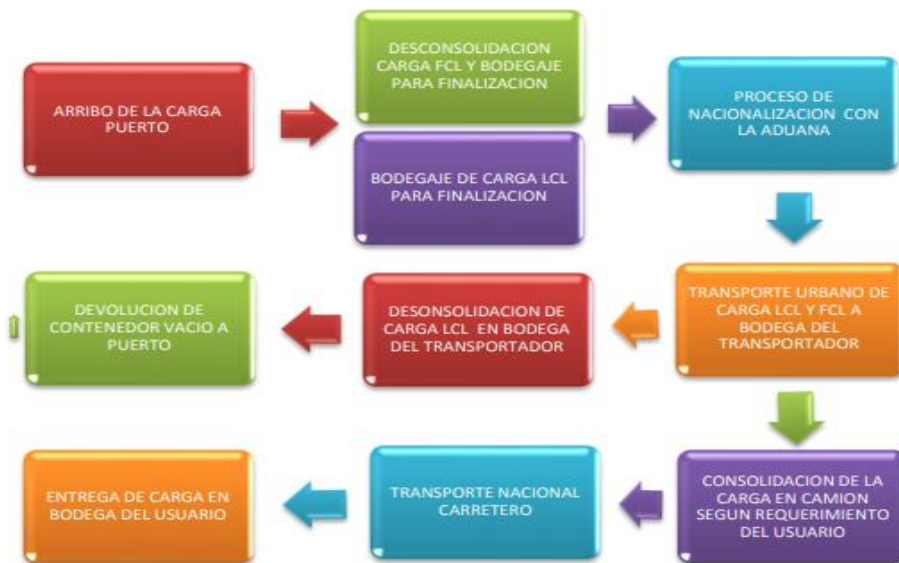 ARRIBO DE LA CARGA
PUERTO
DESCONSOLIDACION
CARGA FCL Y BODEGAJE
PARA FINALIZACION
BODEGAJE DE CARGA LCL
PARA FINALIZACION
PROCESO DE
NACIONALIZACION CON
LA ADUANA
DEVOLUCION DE
CONTENEDOR VACIO A
PUERTO
DESONSOLIDACION DE
CARGA LCL EN BODEGA
DEL TRANSPORTADOR
TRANSPORTE URBANO DE
CARGA LCL Y FCL A
BODEGA DEL
TRANSPORTADOR
ENTREGA DE CARGA EN
BODEGA DEL USUARIO
TRANSPORTE NACIONAL
CARRETERO
CONSOLIDACION DE LA
CARGA EN CAMION
SEGUN REQUERIMIENTO
DEL USUARIO